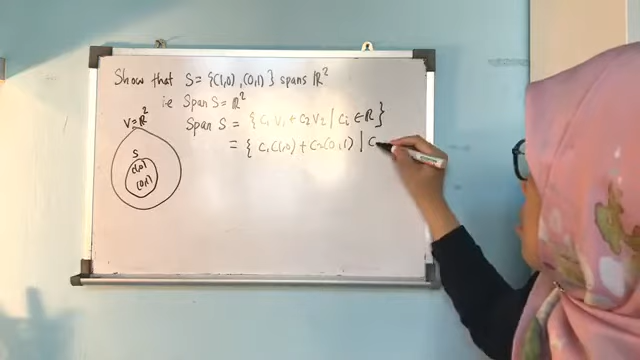 Show that S = {(1,0), (0,1)} spans ℝ²
i.e Span S = ℝ²
Span S = {C₁V₁ + C₂V₂ | Cᵢ ∈ ℝ}
= {C₁(1,0) + C₂(0,1) | C
V = ℝ²
S
(1,0)
(0,1)